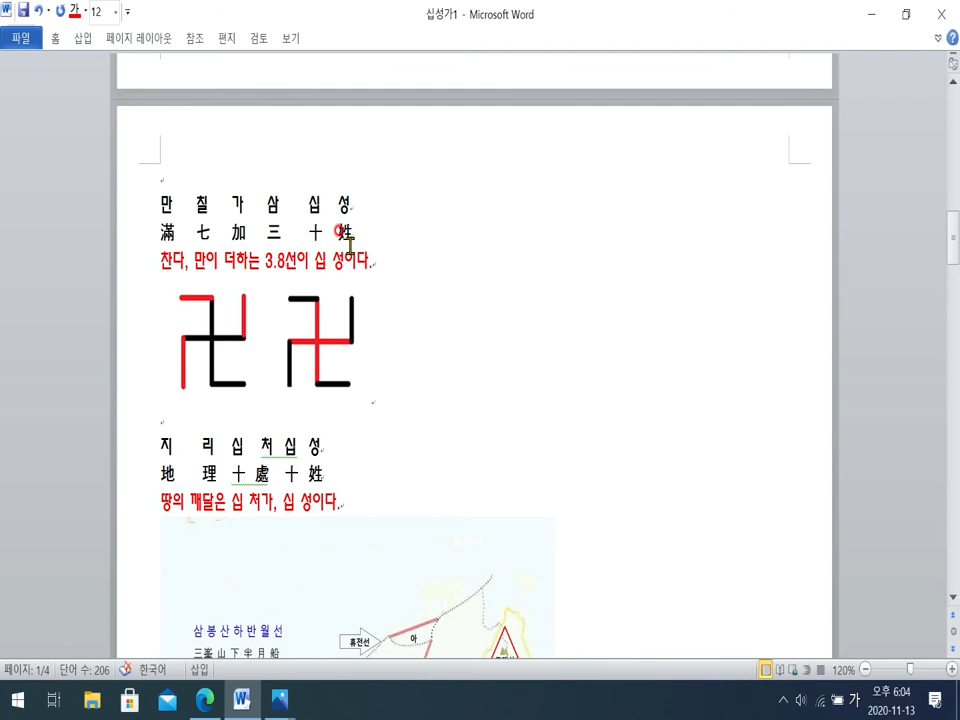 십성가1 - Microsoft Word
가 12
파일 홈 삽입 페이지 레이아웃 참조 편지 검토 보기
만 칠 가 삼 십 성
滿 七 加 三 十 姓
찬다, 만이 더하는 3.8선이 십 성이다.
지 리 십 처 십 성
地 理 十 處 十 姓
땅의 깨달은 십 처가, 십 성이다.
삼 봉 산 하 반 월 선
三 峯 山 下 半 月 船
휴전선
아
페이지: 1/4 단어 수: 206 한국어 삽입 120%
가 오후 6:04
2020-11-13